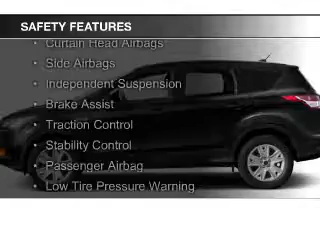 SAFETY FEATURES
• Curtain Head Airbags
• Side Airbags
• Independent Suspension
• Brake Assist
• Traction Control
• Stability Control
• Passenger Airbag
• Low Tire Pressure Warning